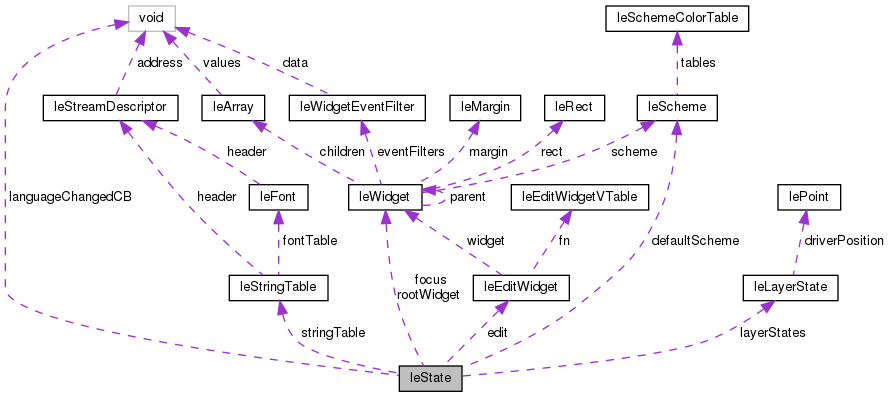 void
leSchemeColorTable
address
values
data
tables
leStreamDescriptor
leArray
leWidgetEventFilter
leMargin
leRect
leScheme
header
children
eventFilters
margin
rect
scheme
languageChangedCB
header
leFont
leWidget
parent
leEditWidgetVTable
lePoint
fontTable
widget
fn
defaultScheme
driverPosition
leStringTable
focus
rootWidget
leEditWidget
leLayerState
stringTable
edit
layerStates
leState